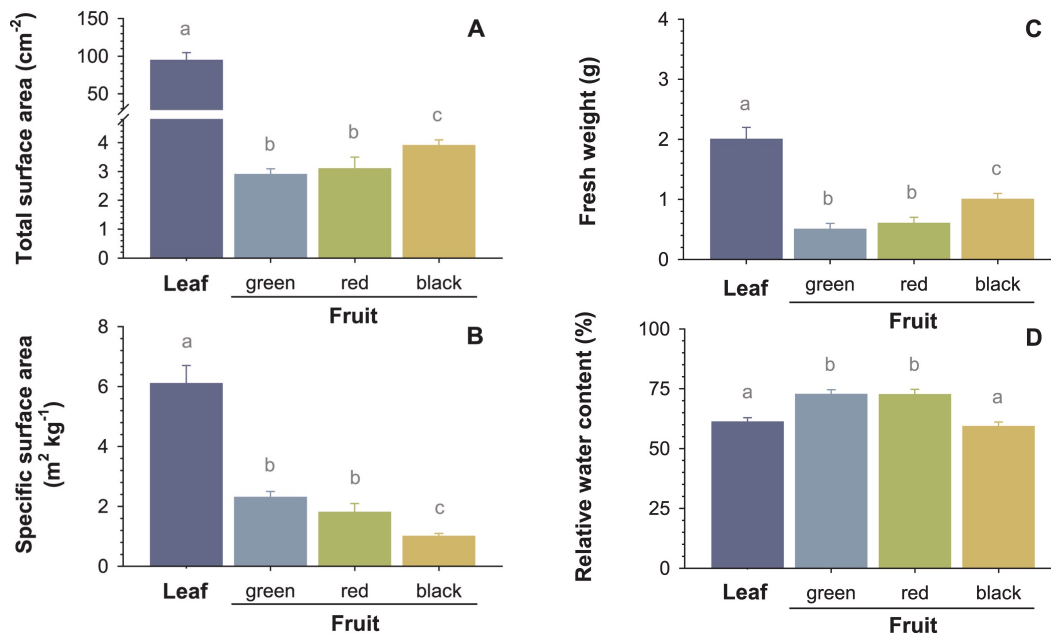 A
Total surface area (cm⁻²)
150
100
50
4
3
2
1
0
a
b
b
c
Leaf
green
red
black
Fruit
B
Specific surface area
(m² kg⁻¹)
8
6
4
2
0
a
b
b
c
Leaf
green
red
black
Fruit
C
Fresh weight (g)
4
3
2
1
0
a
b
b
c
Leaf
green
red
black
Fruit
D
Relative water content (%)
100
75
50
25
0
a
b
b
a
Leaf
green
red
black
Fruit